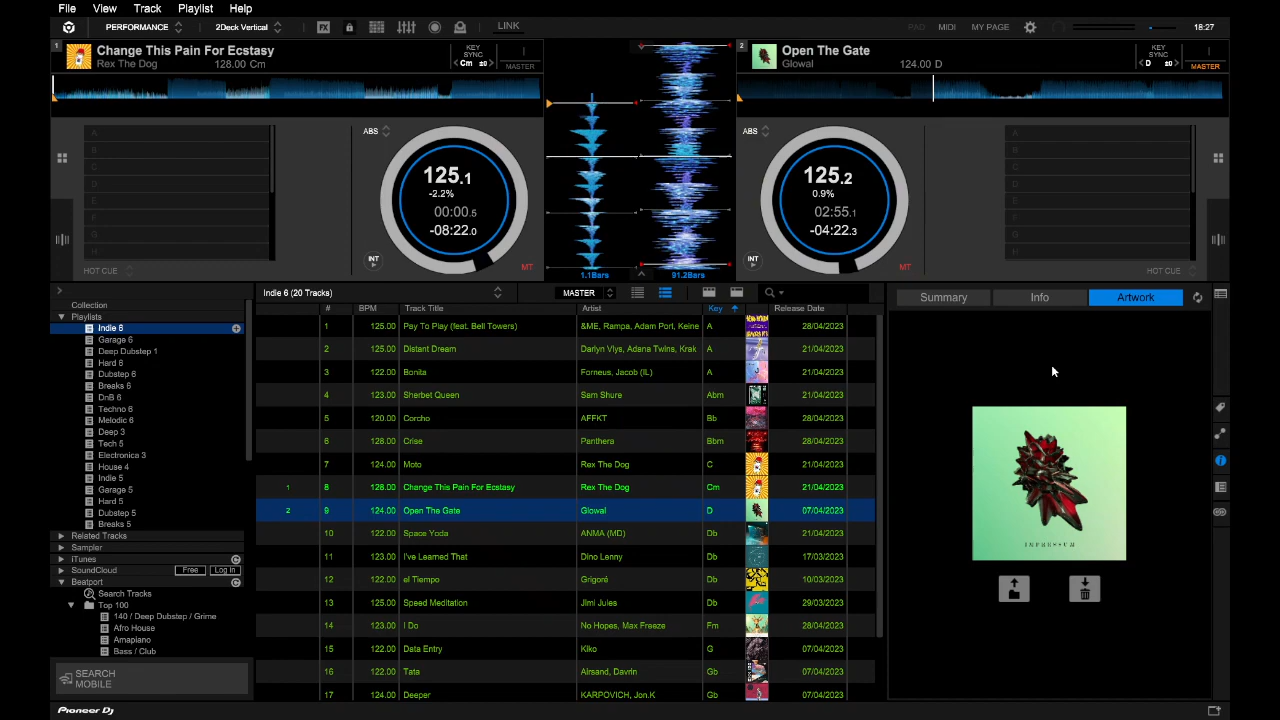 File View Track Playlist Help
PERFORMANCE 2Deck Vertical FX LINK PAD MIDI MY PAGE 18:27
1 Change This Pain For Ecstasy KEY SYNC
Rex The Dog 128.00 Cm Cm ±0 MASTER
2 Open The Gate KEY SYNC
Glowal 124.00 D D ±0 MASTER
A
B
C
D
E
F
G
H
HOT CUE
ABS
125.1
-2.2%
00:00.5
-08:22.0
INT
MT
1.1Bars 91.2Bars
ABS
125.2
0.9%
02:55.1
-04:22.3
INT
MT
A
B
C
D
E
F
G
H
HOT CUE
Collection
Playlists
Indie 6
Garage 6
Deep Dubstep 1
Hard 6
Dubstep 6
Breaks 6
DnB 6
Techno 6
Melodic 6
Deep 3
Tech 5
Electronica 3
House 4
Indie 5
Garage 5
Hard 5
Dubstep 5
Breaks 5
Related Tracks
Sampler
iTunes
SoundCloud Free Log in
Beatport
Search Tracks
Top 100
140 / Deep Dubstep / Grime
Afro House
Amapiano
Bass / Club
SEARCH
MOBILE
Indie 6 (20 Tracks) MASTER
# BPM Track Title Artist Key Release Date
1 125.00 Pay To Play (feat. Bell Towers) &ME, Rampa, Adam Port, Keine A 28/04/2023
2 125.00 Distant Dream Darlyn Vlys, Adana Twins, Krak A 21/04/2023
3 122.00 Bonita Forneus, Jacob (IL) A 21/04/2023
4 123.00 Sherbet Queen Sam Shure Abm 21/04/2023
5 120.00 Corcho AFFKT Bb 28/04/2023
6 128.00 Crise Panthera Bbm 28/04/2023
7 124.00 Moto Rex The Dog C 21/04/2023
1 8 128.00 Change This Pain For Ecstasy Rex The Dog Cm 21/04/2023
2 9 124.00 Open The Gate Glowal D 07/04/2023
10 122.00 Space Yoda ANMA (MD) Db 07/04/2023
11 123.00 I've Learned That Dino Lenny Db 17/03/2023
12 122.00 el Tiempo Grigoré Db 10/03/2023
13 125.00 Speed Meditation Jimi Jules Db 29/03/2023
14 123.00 I Do No Hopes, Max Freeze Fm 28/04/2023
15 122.00 Data Entry Kiko G 07/04/2023
16 122.00 Tata Airsand, Davrin Gb 07/04/2023
17 124.00 Deeper KARPOVICH, Jon.K Gb 07/04/2023
Summary Info Artwork
IMPRESSUM
Pioneer Dj